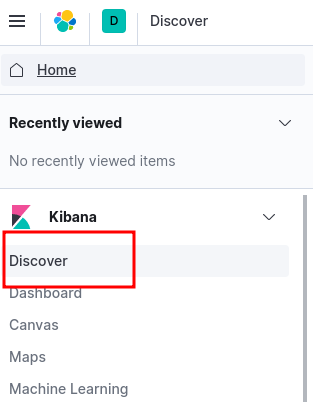 D Discover
Home
Recently viewed
No recently viewed items
Kibana
Discover
Dashboard
Canvas
Maps
Machine Learning